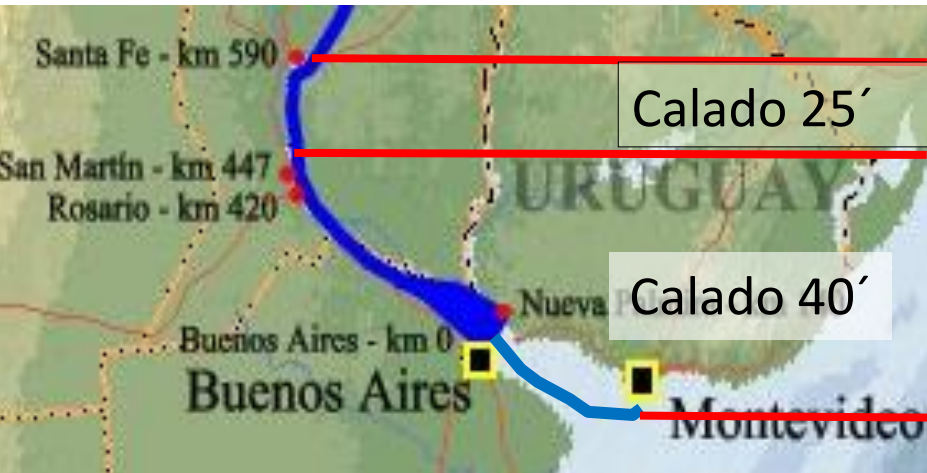 Santa Fe - km 590
Calado 25´
San Martín - km 447
URUGUAY
Rosario - km 420
Nueva
Calado 40´
Buenos Aires - km 0
Buenos Aires
Montevideo